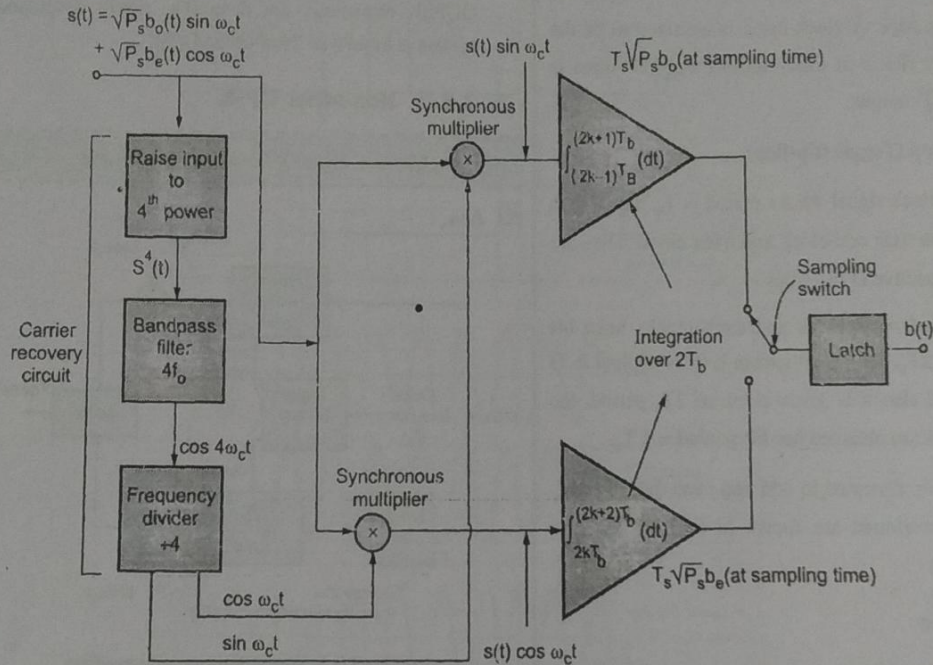 s(t) = √P_s b_o(t) sin ω_c t
+ √P_s b_e(t) cos ω_c t
Raise input
to
4^th power
S^4(t)
Bandpass
filter
4f_o
cos 4ω_c t
Frequency
divider
÷4
Carrier
recovery
circuit
cos ω_c t
sin ω_c t
Synchronous
multiplier
×
s(t) sin ω_c t
T_s√P_s b_o (at sampling time)
∫_(2k-1)T_B^(2k+1)T_b (dt)
Synchronous
multiplier
×
s(t) cos ω_c t
∫_2kT_b^(2k+2)T_b (dt)
T_s√P_s b_e (at sampling time)
Integration
over 2T_b
Sampling
switch
Latch
b(t)